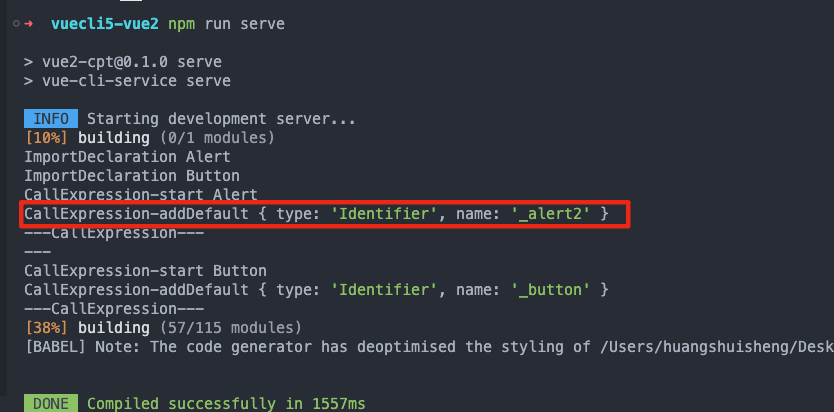 → vuecli5-vue2 npm run serve
> vue2-cpt@0.1.0 serve
> vue-cli-service serve
INFO Starting development server...
[10%] building (0/1 modules)
ImportDeclaration Alert
ImportDeclaration Button
CallExpression-start Alert
CallExpression-addDefault { type: 'Identifier', name: '_alert2' }
---CallExpression---
---
CallExpression-start Button
CallExpression-addDefault { type: 'Identifier', name: '_button' }
---CallExpression---
[38%] building (57/115 modules)
[BABEL] Note: The code generator has deoptimised the styling of /Users/huangshuisheng/Desk
DONE Compiled successfully in 1557ms